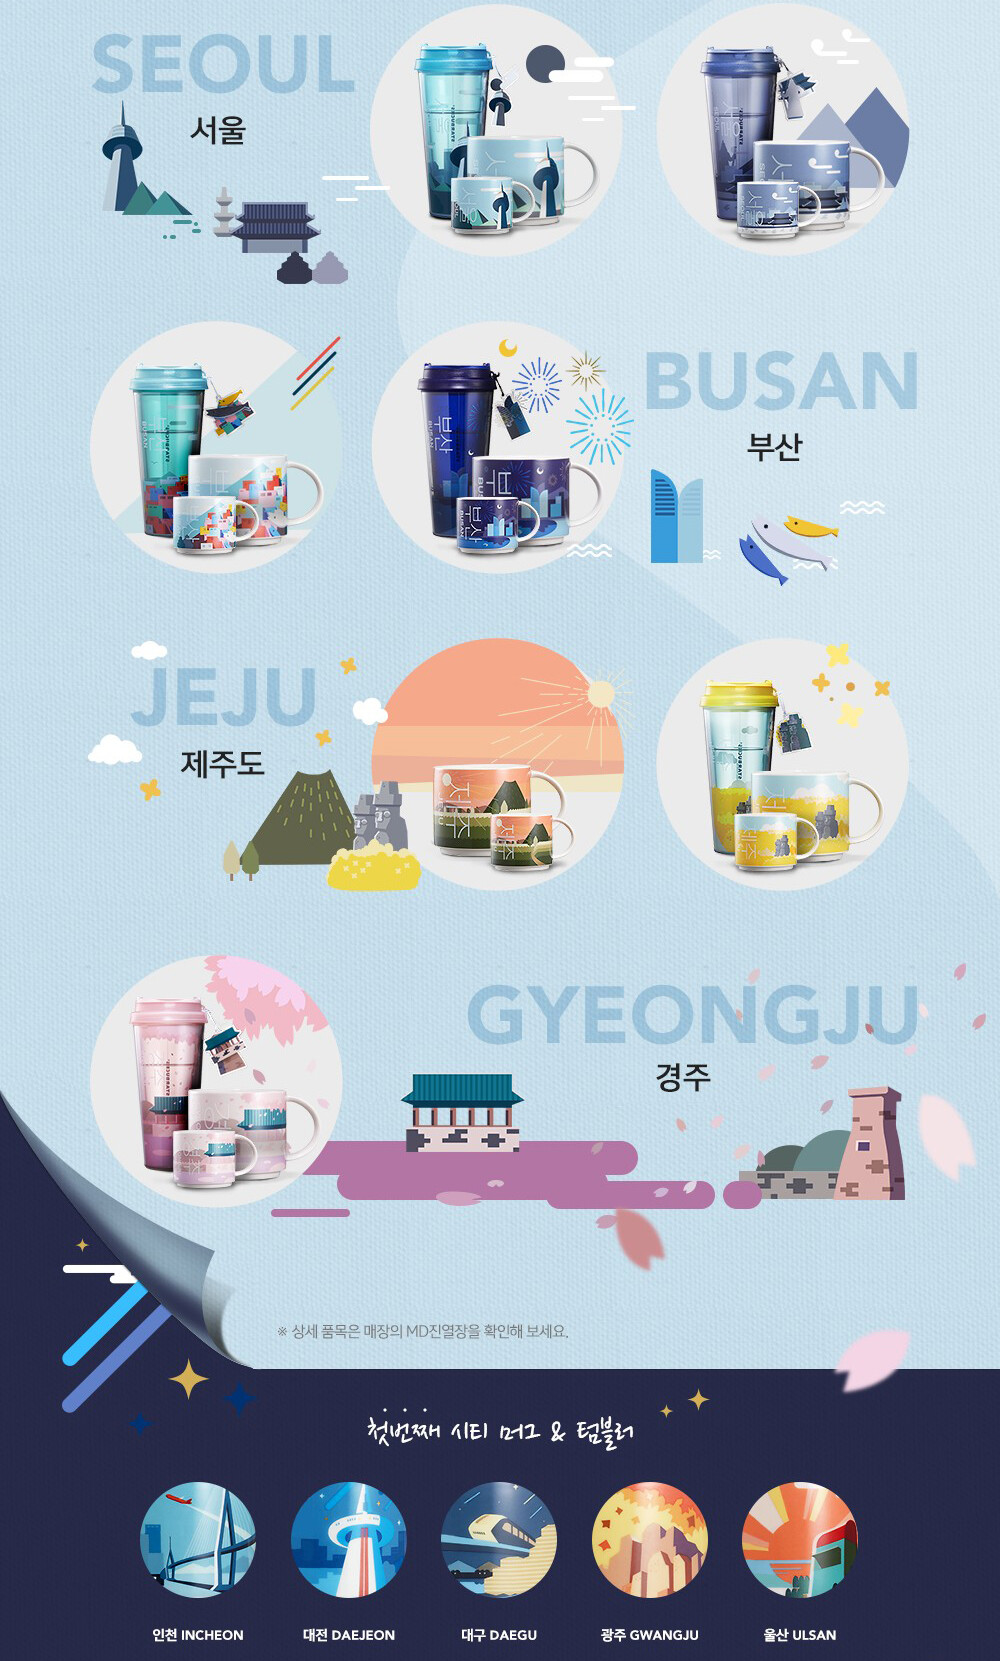 SEOUL
서울
BUSAN
부산
JEJU
제주도
GYEONGJU
경주
※ 상세 품목은 매장의 MD진열장을 확인해 보세요.
첫번째 시티 머그 & 텀블러
인천 INCHEON
대전 DAEJEON
대구 DAEGU
광주 GWANGJU
울산 ULSAN